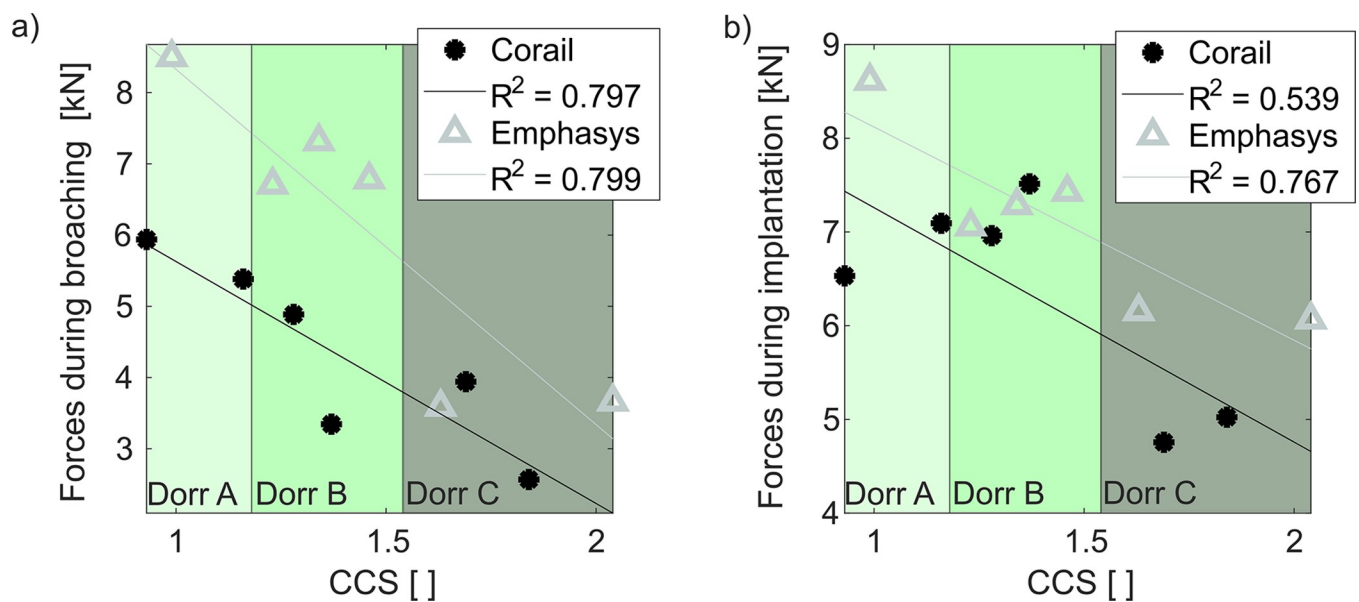 a)
Forces during broaching [kN]
8
7
6
5
4
3
Corail
R² = 0.797
Emphasys
R² = 0.799
Dorr A
Dorr B
Dorr C
1
1.5
2
CCS [ ]
b)
Forces during implantation [kN]
9
8
7
6
5
4
Corail
R² = 0.539
Emphasys
R² = 0.767
Dorr A
Dorr B
Dorr C
1
1.5
2
CCS [ ]